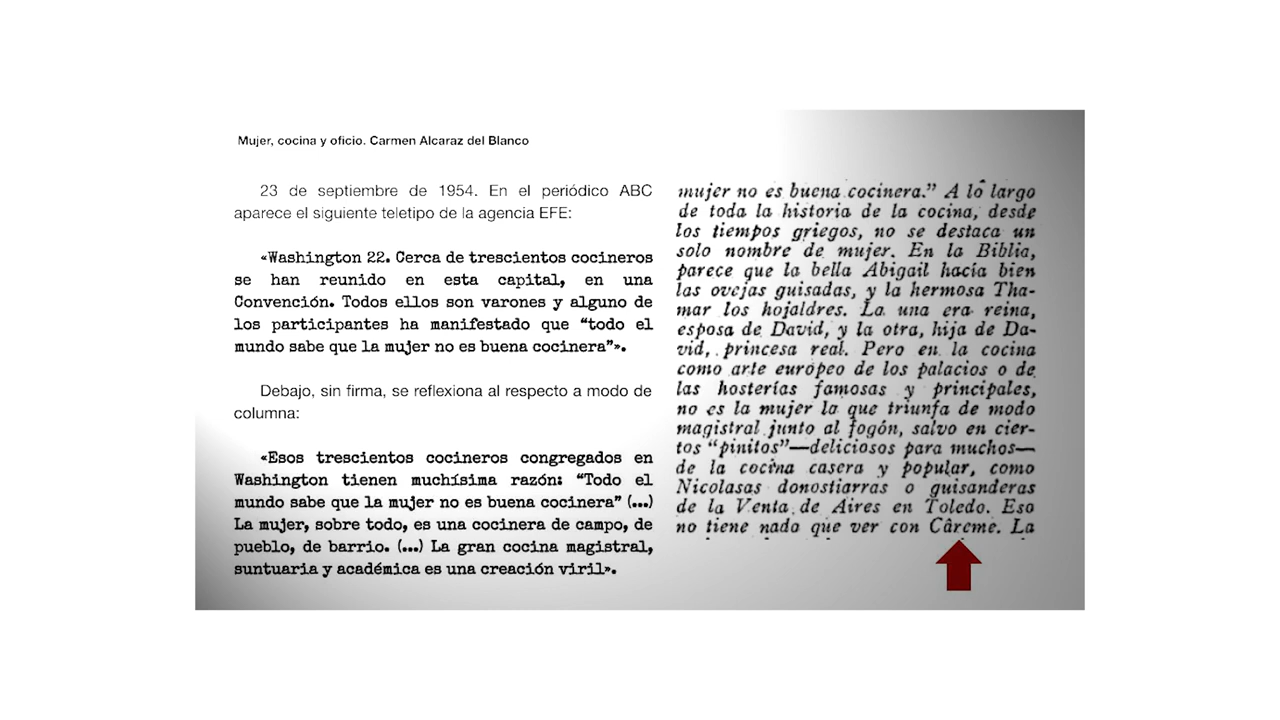 Mujer, cocina y oficio. Carmen Alcaraz del Blanco
23 de septiembre de 1954. En el periódico ABC
aparece el siguiente teletipo de la agencia EFE:
«Washington 22. Cerca de trescientos cocineros
se han reunido en esta capital, en una
Convención. Todos ellos son varones y alguno de
los participantes ha manifestado que “todo el
mundo sabe que la mujer no es buena cocinera”».
Debajo, sin firma, se reflexiona al respecto a modo de
columna:
«Esos trescientos cocineros congregados en
Washington tienen muchísima razón: “Todo el
mundo sabe que la mujer no es buena cocinera” (...)
La mujer, sobre todo, es una cocinera de campo, de
pueblo, de barrio. (...) La gran cocina magistral,
suntuaria y académica es una creación viril».
mujer no es buena cocinera.” A lo largo
de toda la historia de la cocina, desde
los tiempos griegos, no se destaca un
solo nombre de mujer. En la Biblia,
parece que la bella Abigail hacía bien
las ovejas guisadas, y la hermosa Tha-
mar los hojaldres. La una era reina,
esposa de David, y la otra, hija de Da-
vid, princesa real. Pero en la cocina
como arte europeo de los palacios o de
las hosterías famosas y principales,
no es la mujer la que triunfa de modo
magistral junto al fogón, salvo en cier-
tos “pinitos”—deliciosos para muchos—
de la cocina casera y popular, como
Nicolasas donostiarras o guisanderas
de la Venta de Aires en Toledo. Eso
no tiene nada que ver con Câreme. La